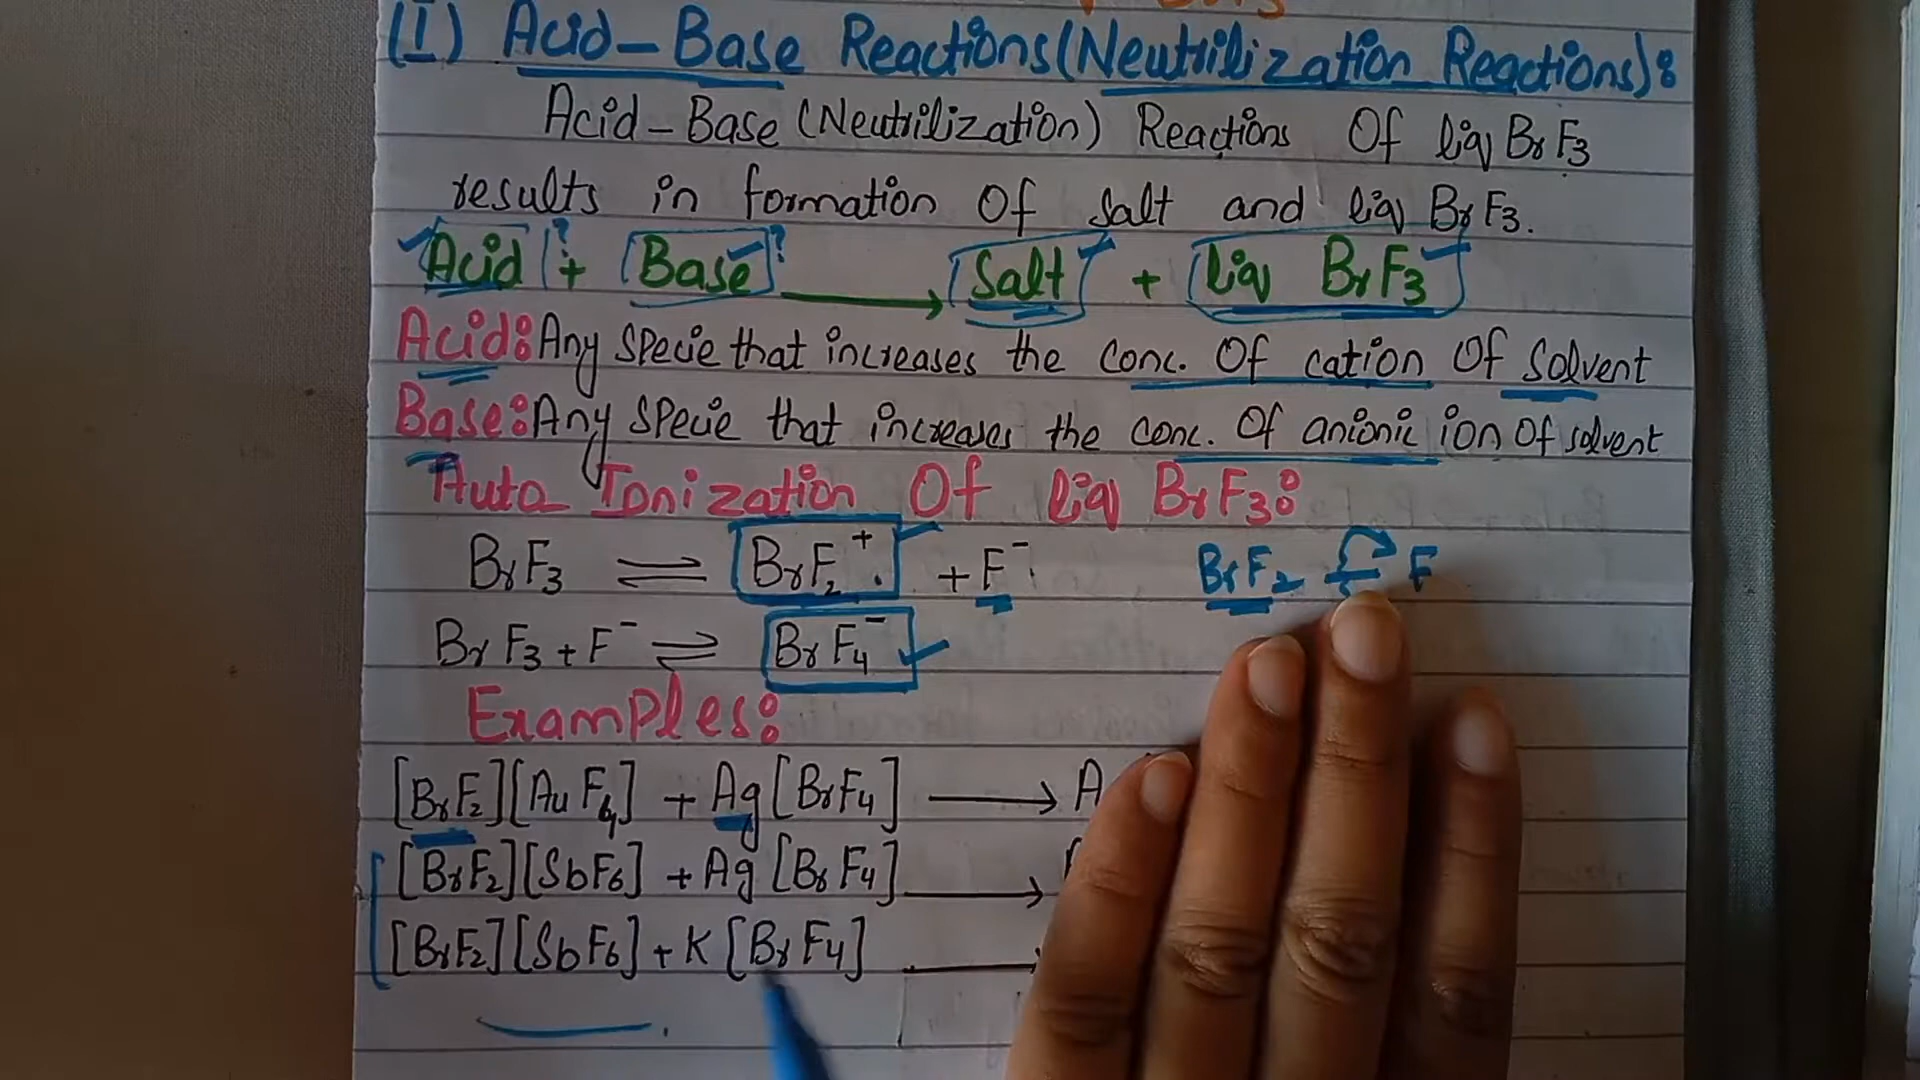 (I) Acid-Base Reactions (Neutrilization Reactions):
Acid-Base (Neutrilization) Reactions Of liq BrF3
results in formation Of Salt and liq BrF3.
Acid ? + Base ? → Salt + liq BrF3
Acid: Any specie that increases the conc. Of cation Of Solvent
Base: Any specie that increases the conc. Of anionic ion Of solvent
Auto Ionization Of liq BrF3:
BrF3 ⇌ BrF2+ + F- BrF2 F
BrF3 + F- ⇌ BrF4-
Examples:
[BrF2][AuF4] + Ag[BrF4] → A
[BrF2][SbF6] + Ag[BrF4] →
[BrF2][SbF6] + K[BrF4] →